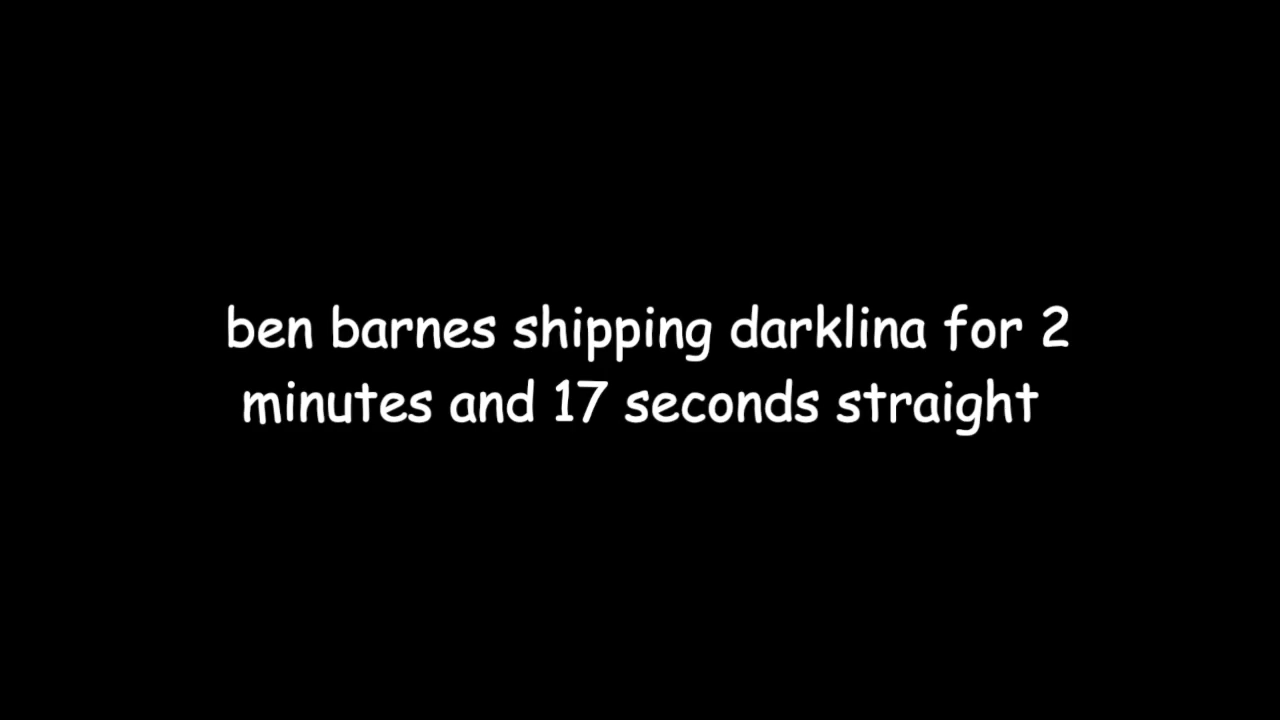 ben barnes shipping darklina for 2
minutes and 17 seconds straight